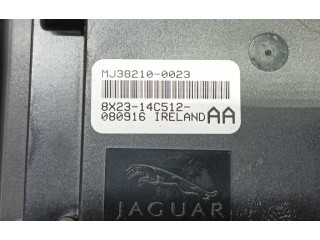 MJ38210-0023
8X23-14C512-
080916 IRELAND AA
JAGUAR